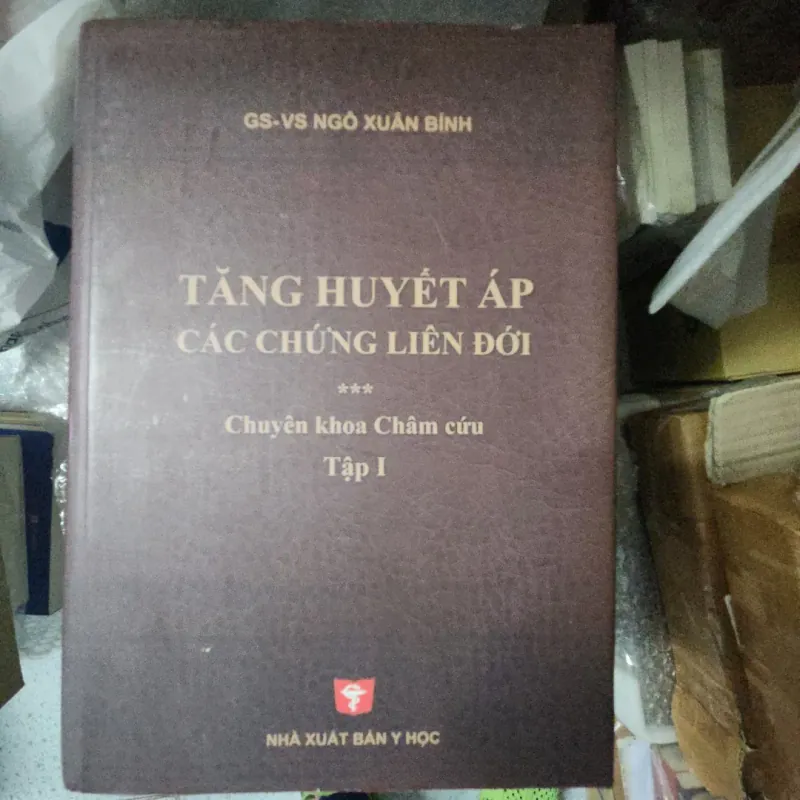 GS-VS NGÔ XUÂN BÍNH
TĂNG HUYẾT ÁP
CÁC CHỨNG LIÊN ĐỚI
***
Chuyên khoa Châm cứu
Tập I
NHÀ XUẤT BẢN Y HỌC